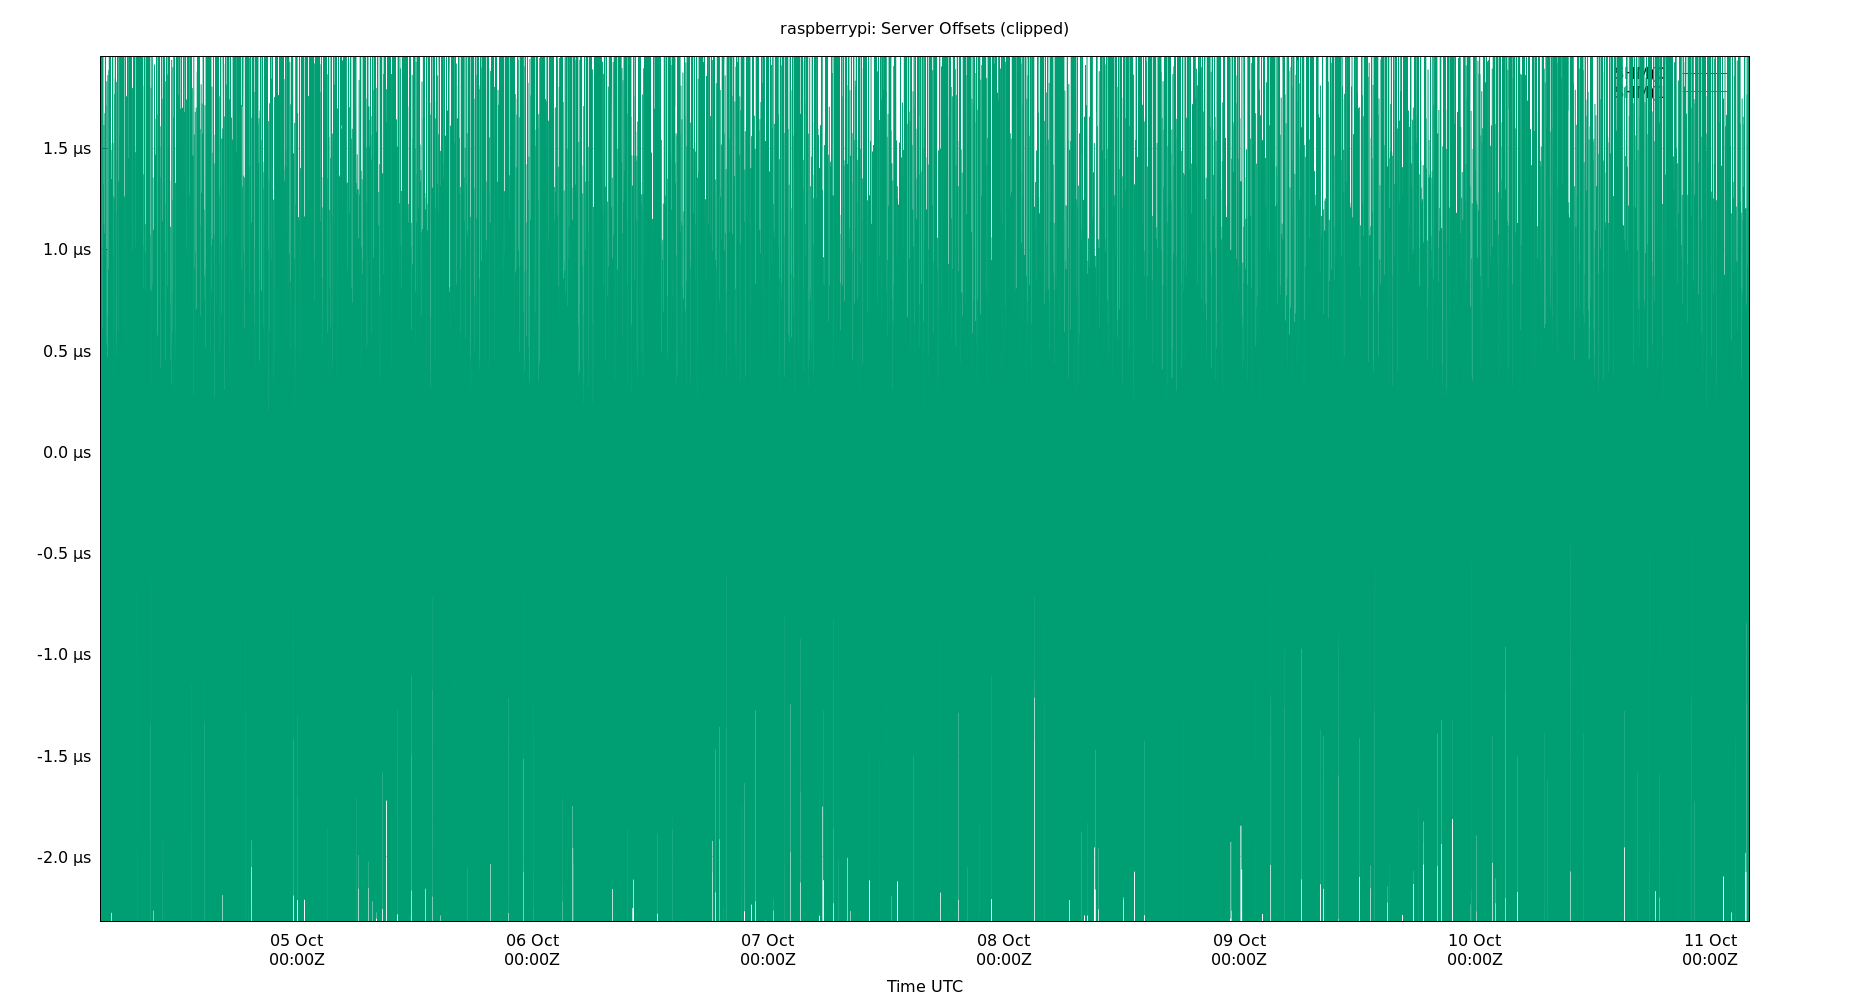 raspberrypi: Server Offsets (clipped)
1.5 µs
1.0 µs
0.5 µs
0.0 µs
-0.5 µs
-1.0 µs
-1.5 µs
-2.0 µs
05 Oct 06 Oct 07 Oct 08 Oct 09 Oct 10 Oct 11 Oct
00:00Z 00:00Z 00:00Z 00:00Z 00:00Z 00:00Z 00:00Z
Time UTC